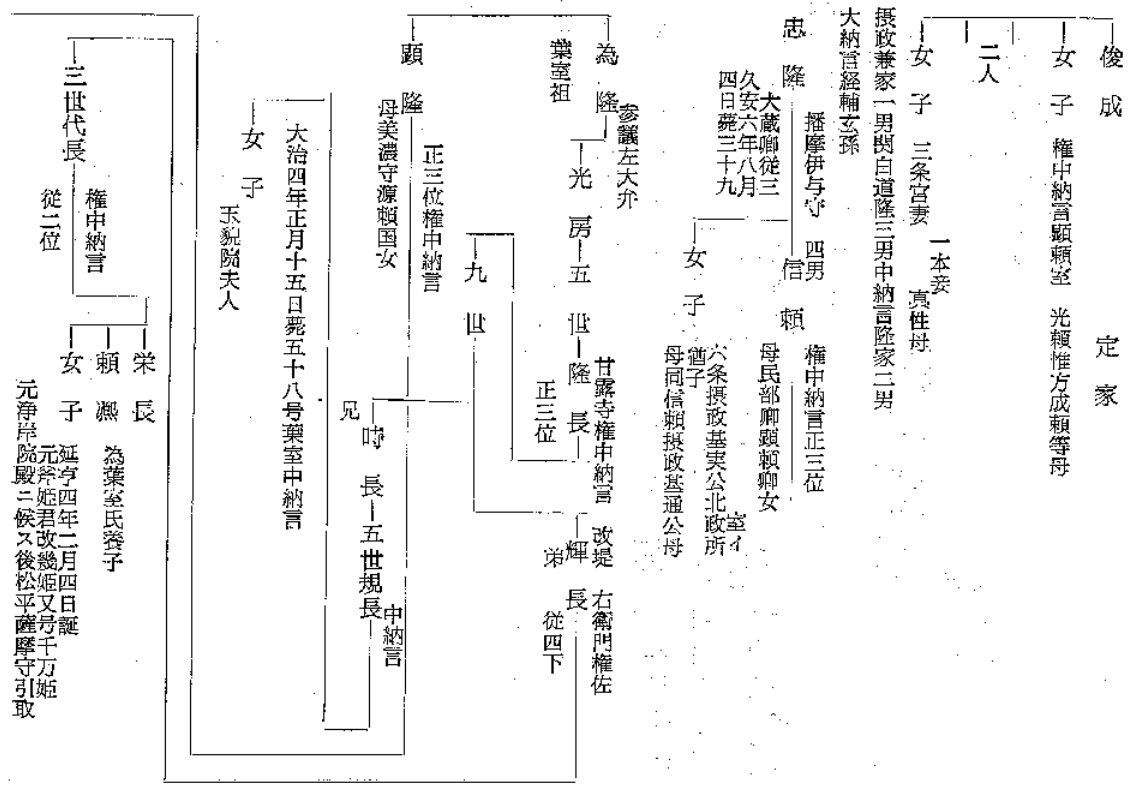 俊成
定家
女子
権中納言顕頼室 光頼惟方成頼等母
二人
女子
三条宮妻
一本妾
真性母
摂政兼家一男関白道隆三男中納言隆家二男
大納言経輔玄孫
忠隆
播摩伊与守
大蔵卿従三
久安六年八月
四日薨三十九
四男
信頼
権中納言正三位
母民部卿顕頼卿女
女子
室イ
六条摂政基実公北政所
猶子
母同信頼摂政基通公母
為隆
参議左大弁
葉室祖
光房
五世
隆長
甘露寺権中納言
正三位
九世
改堤
右衛門権佐
輝長
栄
従四下
顕隆
正三位権中納言
母美濃守源頼国女
大治四年正月十五日薨五十八号葉室中納言
時長
兄
五世規長
中納言
女子
玉貌院夫人
三世代長
権中納言
従二位
栄長
頼凞
為葉室氏養子
女子
延享四年二月四日誕
元斧姫君改幾姫又号千万姫
元浄岸院殿ニ候ス後松平薩摩守引取